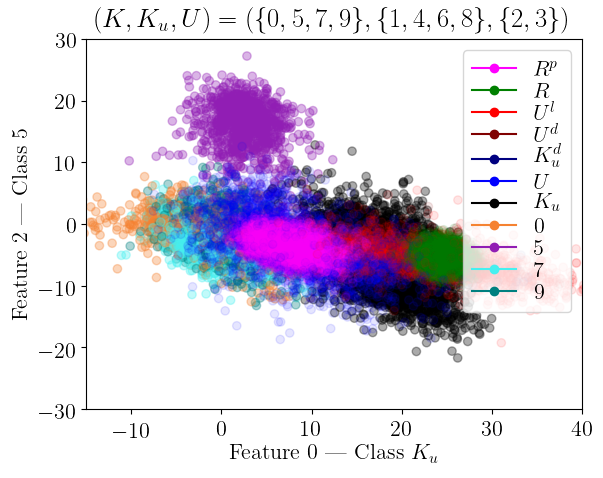 (K, K_u, U) = ({0, 5, 7, 9}, {1, 4, 6, 8}, {2, 3})
R^p
R
U^l
U^d
K_u^d
U
K_u
0
5
7
9
Feature 2 — Class 5
30
20
10
0
−10
−20
−30
−10
0
10
20
30
40
Feature 0 — Class K_u